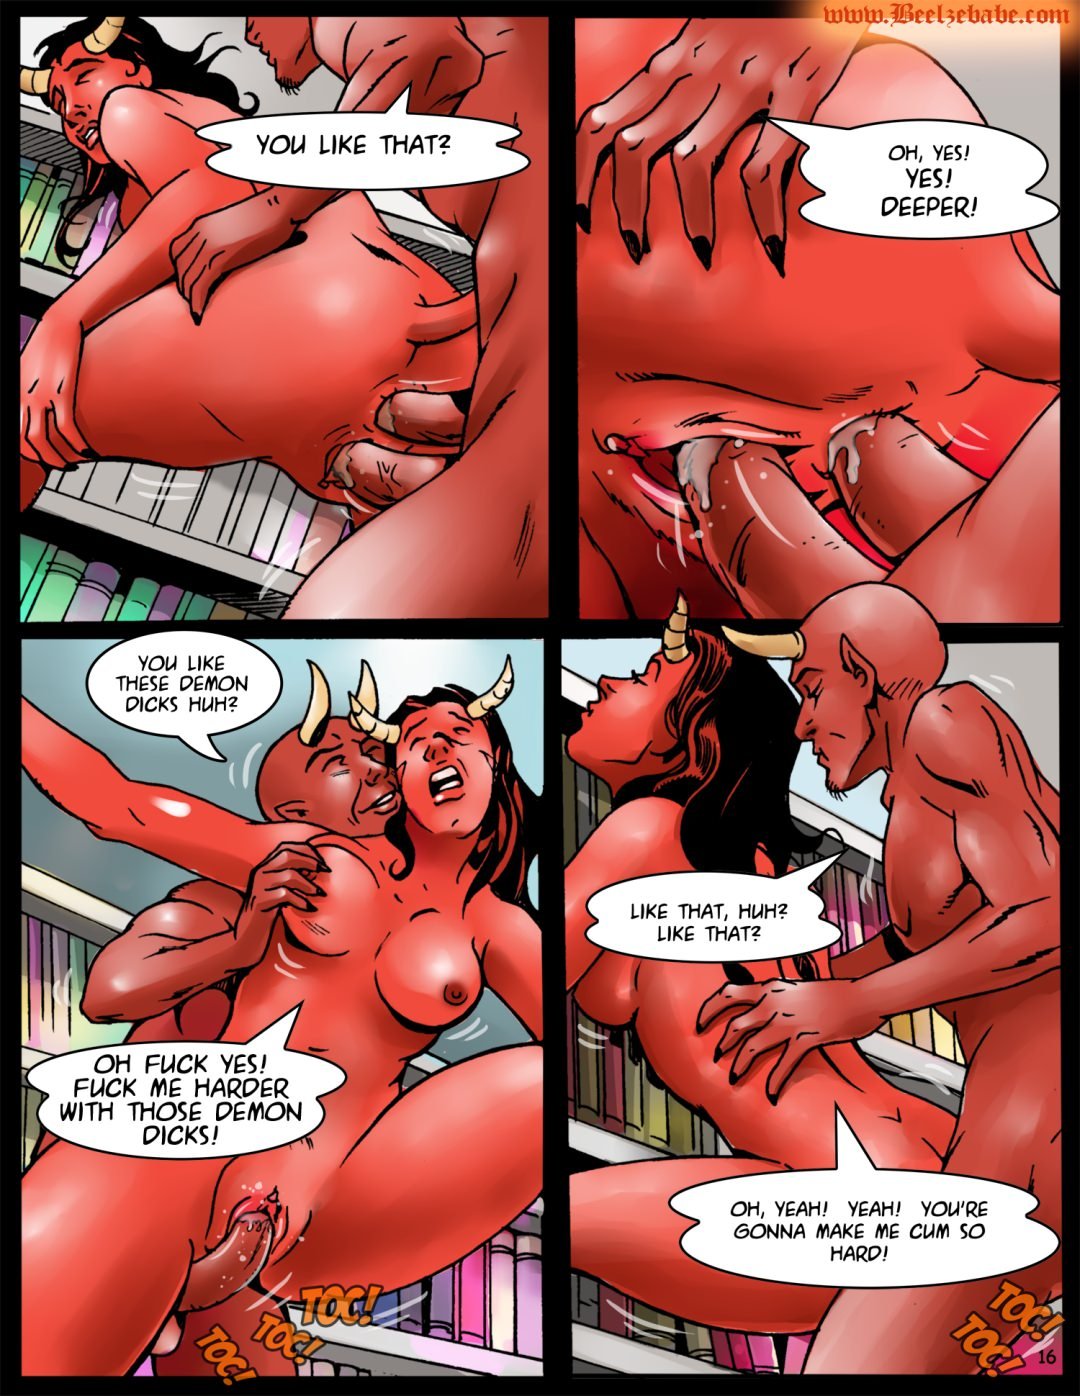 www.Beelzebabe.com
YOU LIKE THAT?
OH, YES!
YES!
DEEPER!
YOU LIKE
THESE DEMON
DICKS HUH?
OH FUCK YES!
FUCK ME HARDER
WITH THOSE DEMON
DICKS!
TOC!
TOC!
TOC!
LIKE THAT, HUH?
LIKE THAT?
OH, YEAH! YEAH! YOU'RE
GONNA MAKE ME CUM SO
HARD!
TOC!
TOC!
16